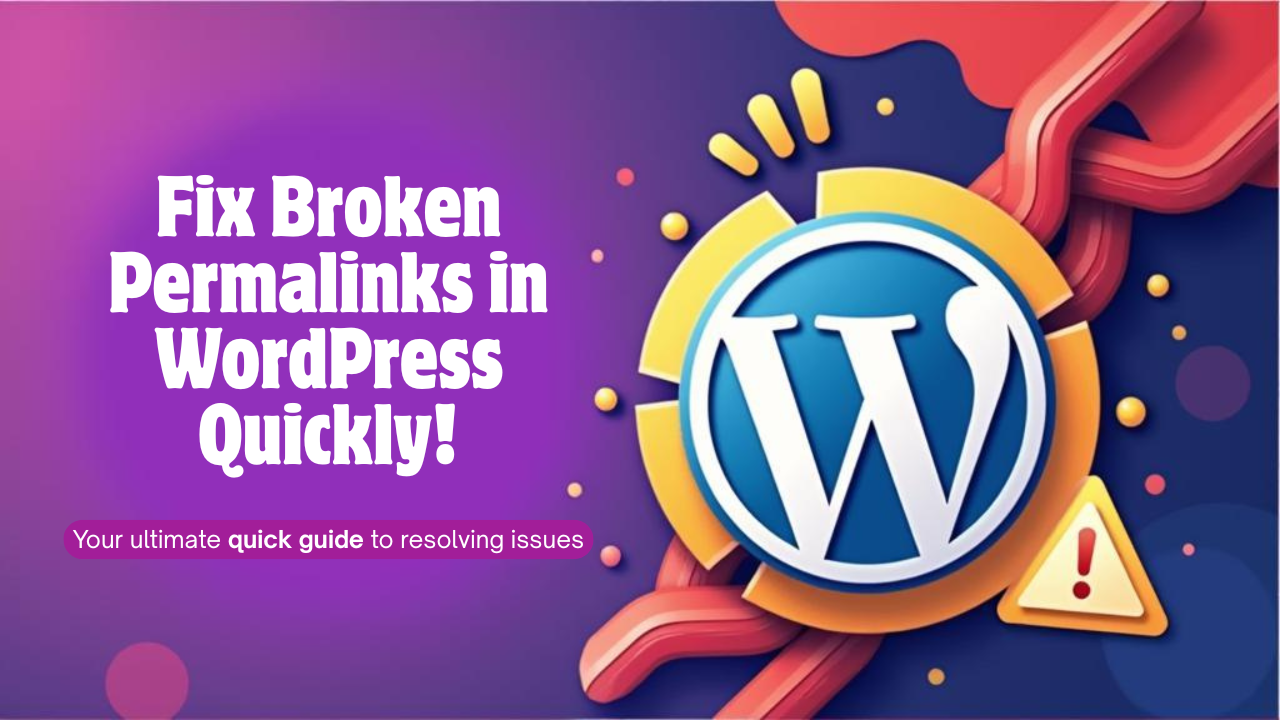 Fix Broken
Permalinks in
WordPress
Quickly!
Your ultimate quick guide to resolving issues
W
!